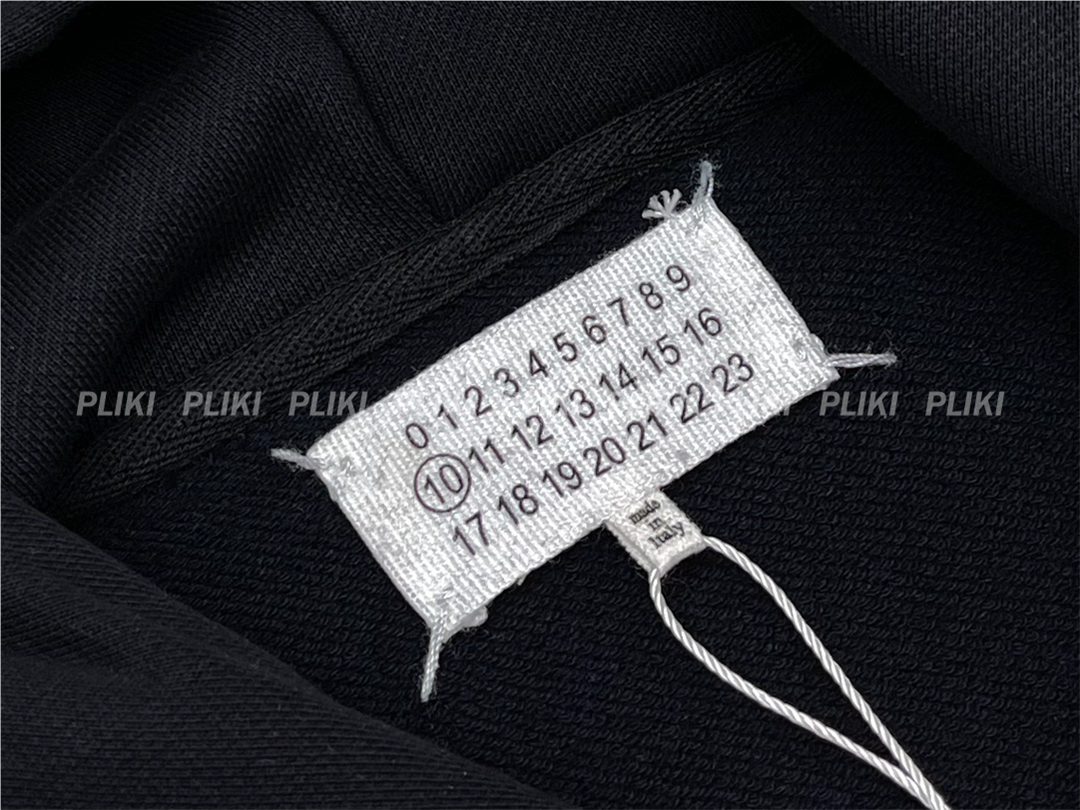 0 1 2 3 4 5 6 7 8 9
10 11 12 13 14 15 16
17 18 19 20 21 22 23
made
in
Italy
PLIKI PLIKI PLIKI PLIKI PLIKI